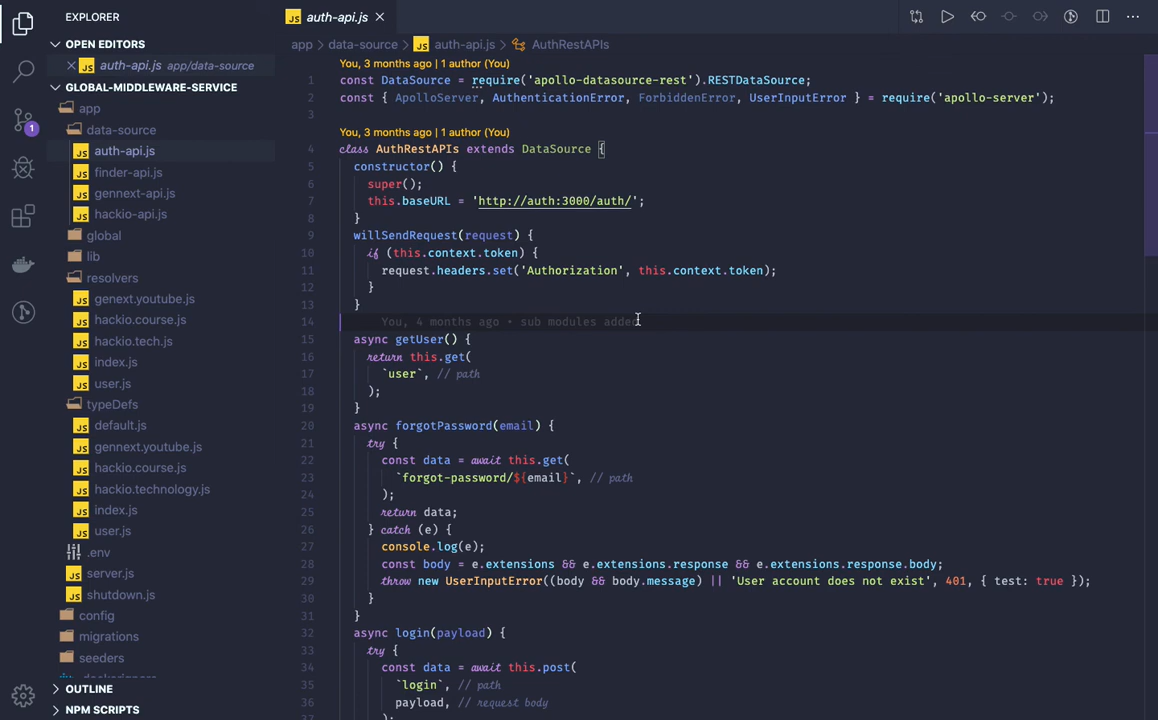 EXPLORER
OPEN EDITORS
auth-api.js app/data-source
GLOBAL-MIDDLEWARE-SERVICE
app
data-source
auth-api.js
finder-api.js
gennext-api.js
hackio-api.js
global
lib
resolvers
genext.youtube.js
hackio.course.js
hackio.tech.js
index.js
user.js
typeDefs
default.js
gennext.youtube.js
hackio.course.js
hackio.technology.js
index.js
user.js
.env
server.js
shutdown.js
config
migrations
seeders
OUTLINE
NPM SCRIPTS
1
JS auth-api.js
app > data-source > JS auth-api.js > AuthRestAPIs
You, 3 months ago | 1 author (You)
1 const DataSource = require('apollo-datasource-rest').RESTDataSource;
2 const { ApolloServer, AuthenticationError, ForbiddenError, UserInputError } = require('apollo-server');
3
You, 3 months ago | 1 author (You)
4 class AuthRestAPIs extends DataSource {
5 constructor() {
6 super();
7 this.baseURL = 'http://auth:3000/auth/';
8 }
9 willSendRequest(request) {
10 if (this.context.token) {
11 request.headers.set('Authorization', this.context.token);
12 }
13 }
14 You, 4 months ago • sub modules added
15 async getUser() {
16 return this.get(
17 `user`, // path
18 );
19 }
20 async forgotPassword(email) {
21 try {
22 const data = await this.get(
23 `forgot-password/${email}`, // path
24 );
25 return data;
26 } catch (e) {
27 console.log(e);
28 const body = e.extensions && e.extensions.response && e.extensions.response.body;
29 throw new UserInputError((body && body.message) || 'User account does not exist', 401, { test: true });
30 }
31 }
32 async login(payload) {
33 try {
34 const data = await this.post(
35 `login`, // path
36 payload, // request body
37 );